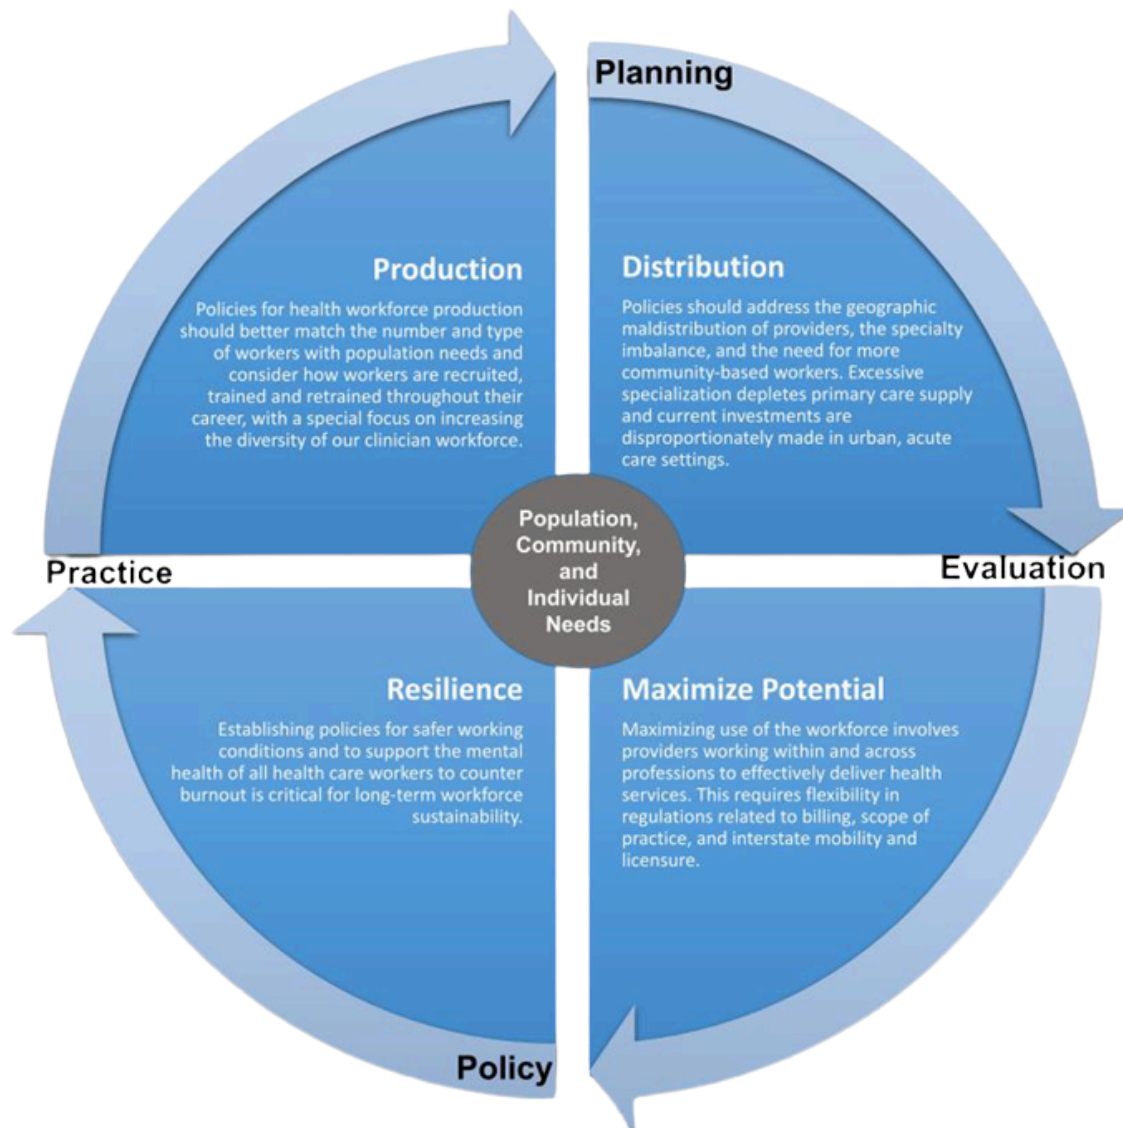 Planning
Production
Policies for health workforce production
should better match the number and type
of workers with population needs and
consider how workers are recruited,
trained and retrained throughout their
career, with a special focus on increasing
the diversity of our clinician workforce.
Distribution
Policies should address the geographic
maldistribution of providers, the specialty
imbalance, and the need for more
community-based workers. Excessive
specialization depletes primary care supply
and current investments are
disproportionately made in urban, acute
care settings.
Population,
Community,
and
Individual
Needs
Practice
Evaluation
Resilience
Establishing policies for safer working
conditions and to support the mental
health of all health care workers to counter
burnout is critical for long-term workforce
sustainability.
Maximize Potential
Maximizing use of the workforce involves
providers working within and across
professions to effectively deliver health
services. This requires flexibility in
regulations related to billing, scope of
practice, and interstate mobility and
licensure.
Policy